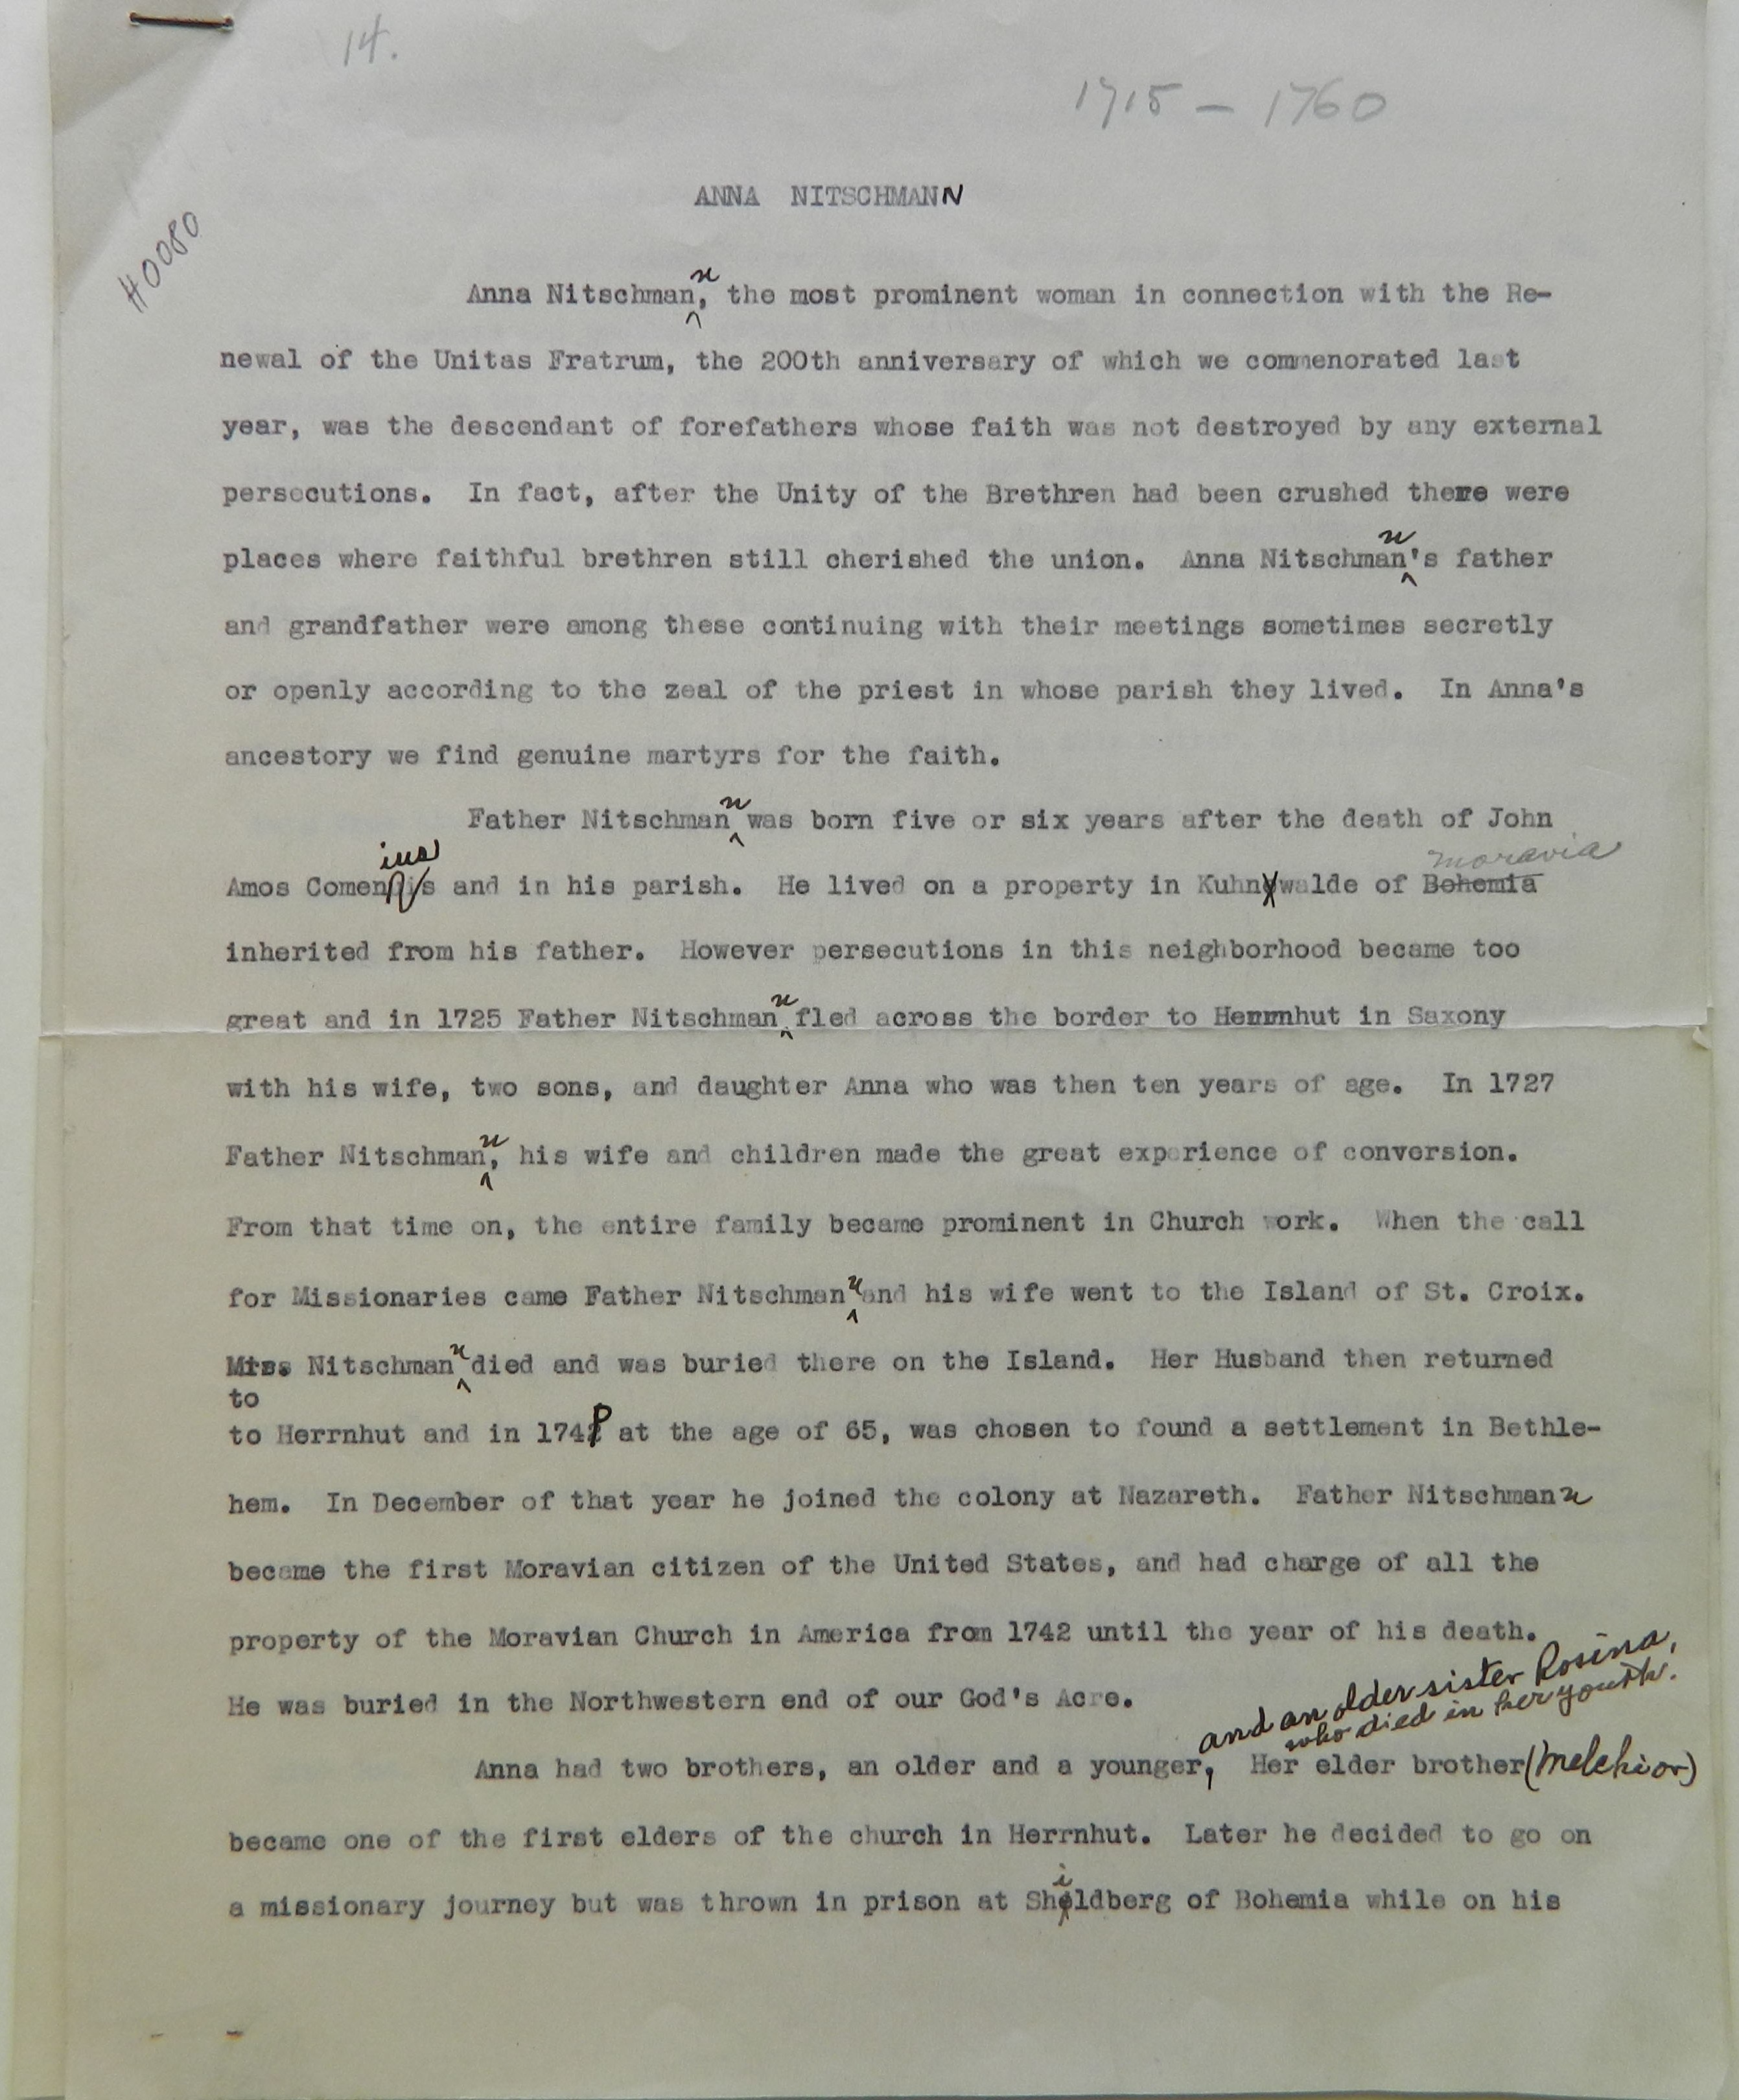 14.
1715 — 1760
H0080
ANNA NITSCHMANN
Anna Nitschmann, the most prominent woman in connection with the Re-
newal of the Unitas Fratrum, the 200th anniversary of which we commenorated last
year, was the descendant of forefathers whose faith was not destroyed by any external
persecutions. In fact, after the Unity of the Brethren had been crushed there were
places where faithful brethren still cherished the union. Anna Nitschmann's father
and grandfather were among these continuing with their meetings sometimes secretly
or openly according to the zeal of the priest in whose parish they lived. In Anna's
ancestory we find genuine martyrs for the faith.
Father Nitschmann was born five or six years after the death of John
Amos Comenius and in his parish. He lived on a property in Kuhnwalde of Bohemia Moravia
inherited from his father. However persecutions in this neighborhood became too
great and in 1725 Father Nitschmann fled across the border to Herrnhut in Saxony
with his wife, two sons, and daughter Anna who was then ten years of age. In 1727
Father Nitschmann, his wife and children made the great experience of conversion.
From that time on, the entire family became prominent in Church work. When the call
for Missionaries came Father Nitschmann and his wife went to the Island of St. Croix.
Mrs. Nitschmann died and was buried there on the Island. Her Husband then returned
to
to Herrnhut and in 174 at the age of 65, was chosen to found a settlement in Bethle-
hem. In December of that year he joined the colony at Nazareth. Father Nitschmann
became the first Moravian citizen of the United States, and had charge of all the
property of the Moravian Church in America from 1742 until the year of his death.
He was buried in the Northwestern end of our God's Acre.
and an older sister Rosina,
who died in her youth.
Anna had two brothers, an older and a younger, Her elder brother (Melchior)
became one of the first elders of the church in Herrnhut. Later he decided to go on
a missionary journey but was thrown in prison at Shildberg of Bohemia while on his